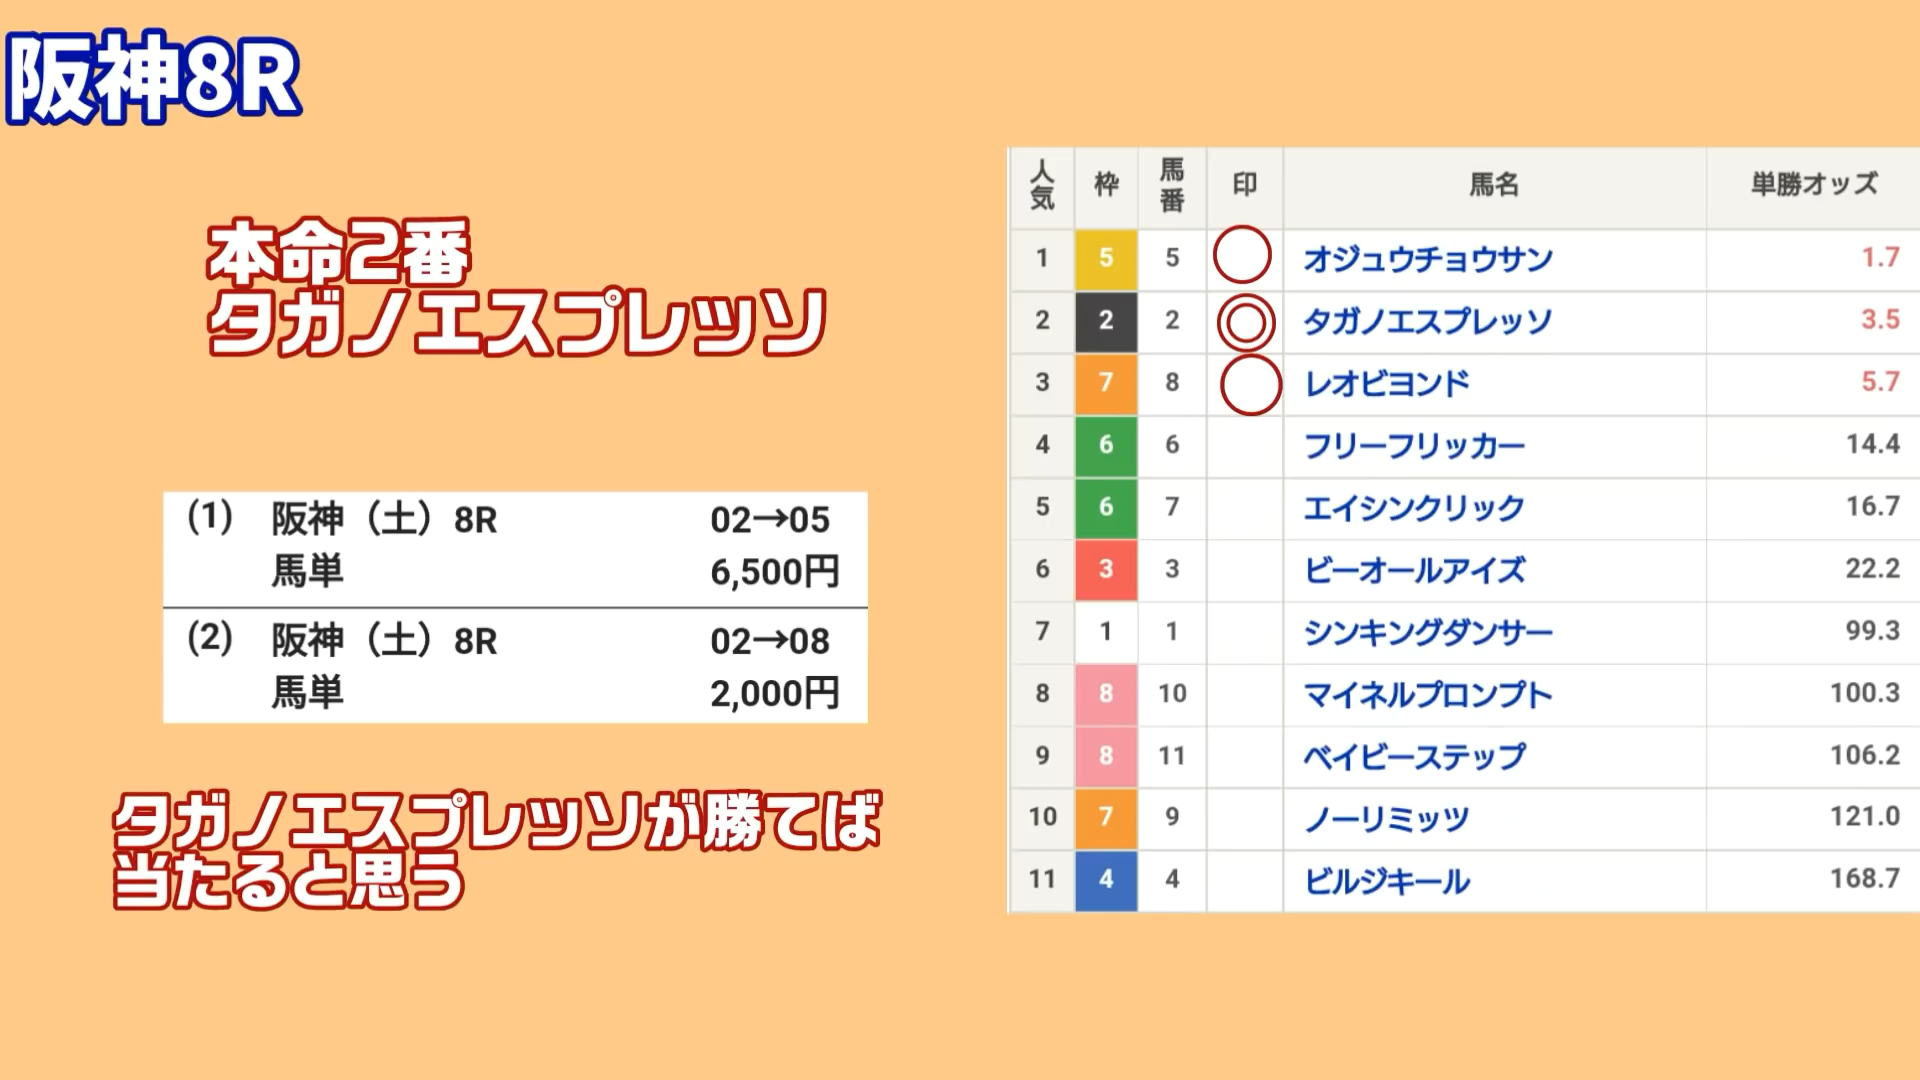 阪神8R
本命2番
タガノエスプレッソ
(1) 阪神（土）8R 02→05
馬単 6,500円
(2) 阪神（土）8R 02→08
馬単 2,000円
タガノエスプレッソが勝てば
当たると思う
人気 枠 馬番 印 馬名 単勝オッズ
1 5 5 オジュウチョウサン 1.7
2 2 2 タガノエスプレッソ 3.5
3 7 8 レオビヨンド 5.7
4 6 6 フリーフリッカー 14.4
5 6 7 エイシンクリック 16.7
6 3 3 ビーオールアイズ 22.2
7 1 1 シンキングダンサー 99.3
8 8 10 マイネルプロンプト 100.3
9 8 11 ベイビーステップ 106.2
10 7 9 ノーリミッツ 121.0
11 4 4 ビルジキール 168.7